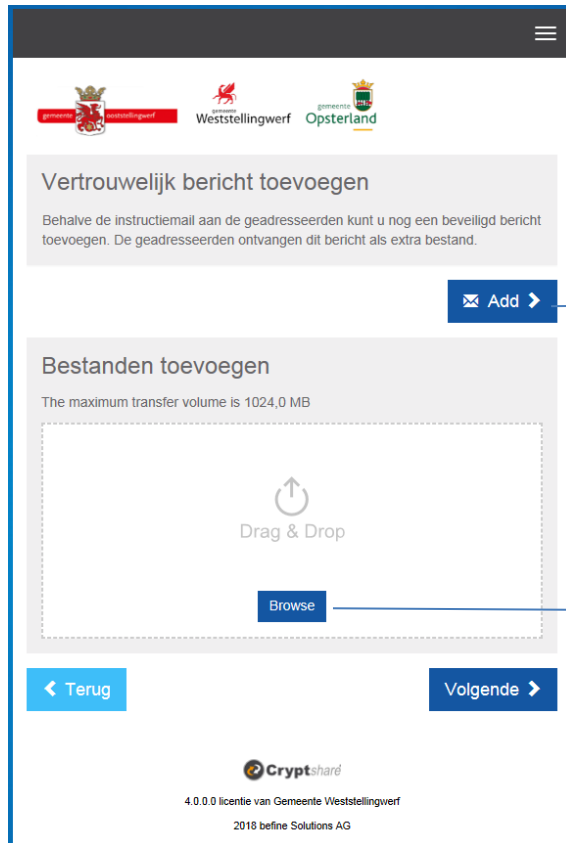 gemeente ooststellingwerf
gemeente
Weststellingwerf
gemeente
Opsterland
Vertrouwelijk bericht toevoegen
Behalve de instructiemail aan de geadresseerden kunt u nog een beveiligd bericht
toevoegen. De geadresseerden ontvangen dit bericht als extra bestand.
Add
Bestanden toevoegen
The maximum transfer volume is 1024,0 MB
Drag & Drop
Browse
Terug
Volgende
Cryptshare
4.0.0.0 licentie van Gemeente Weststellingwerf
2018 befine Solutions AG